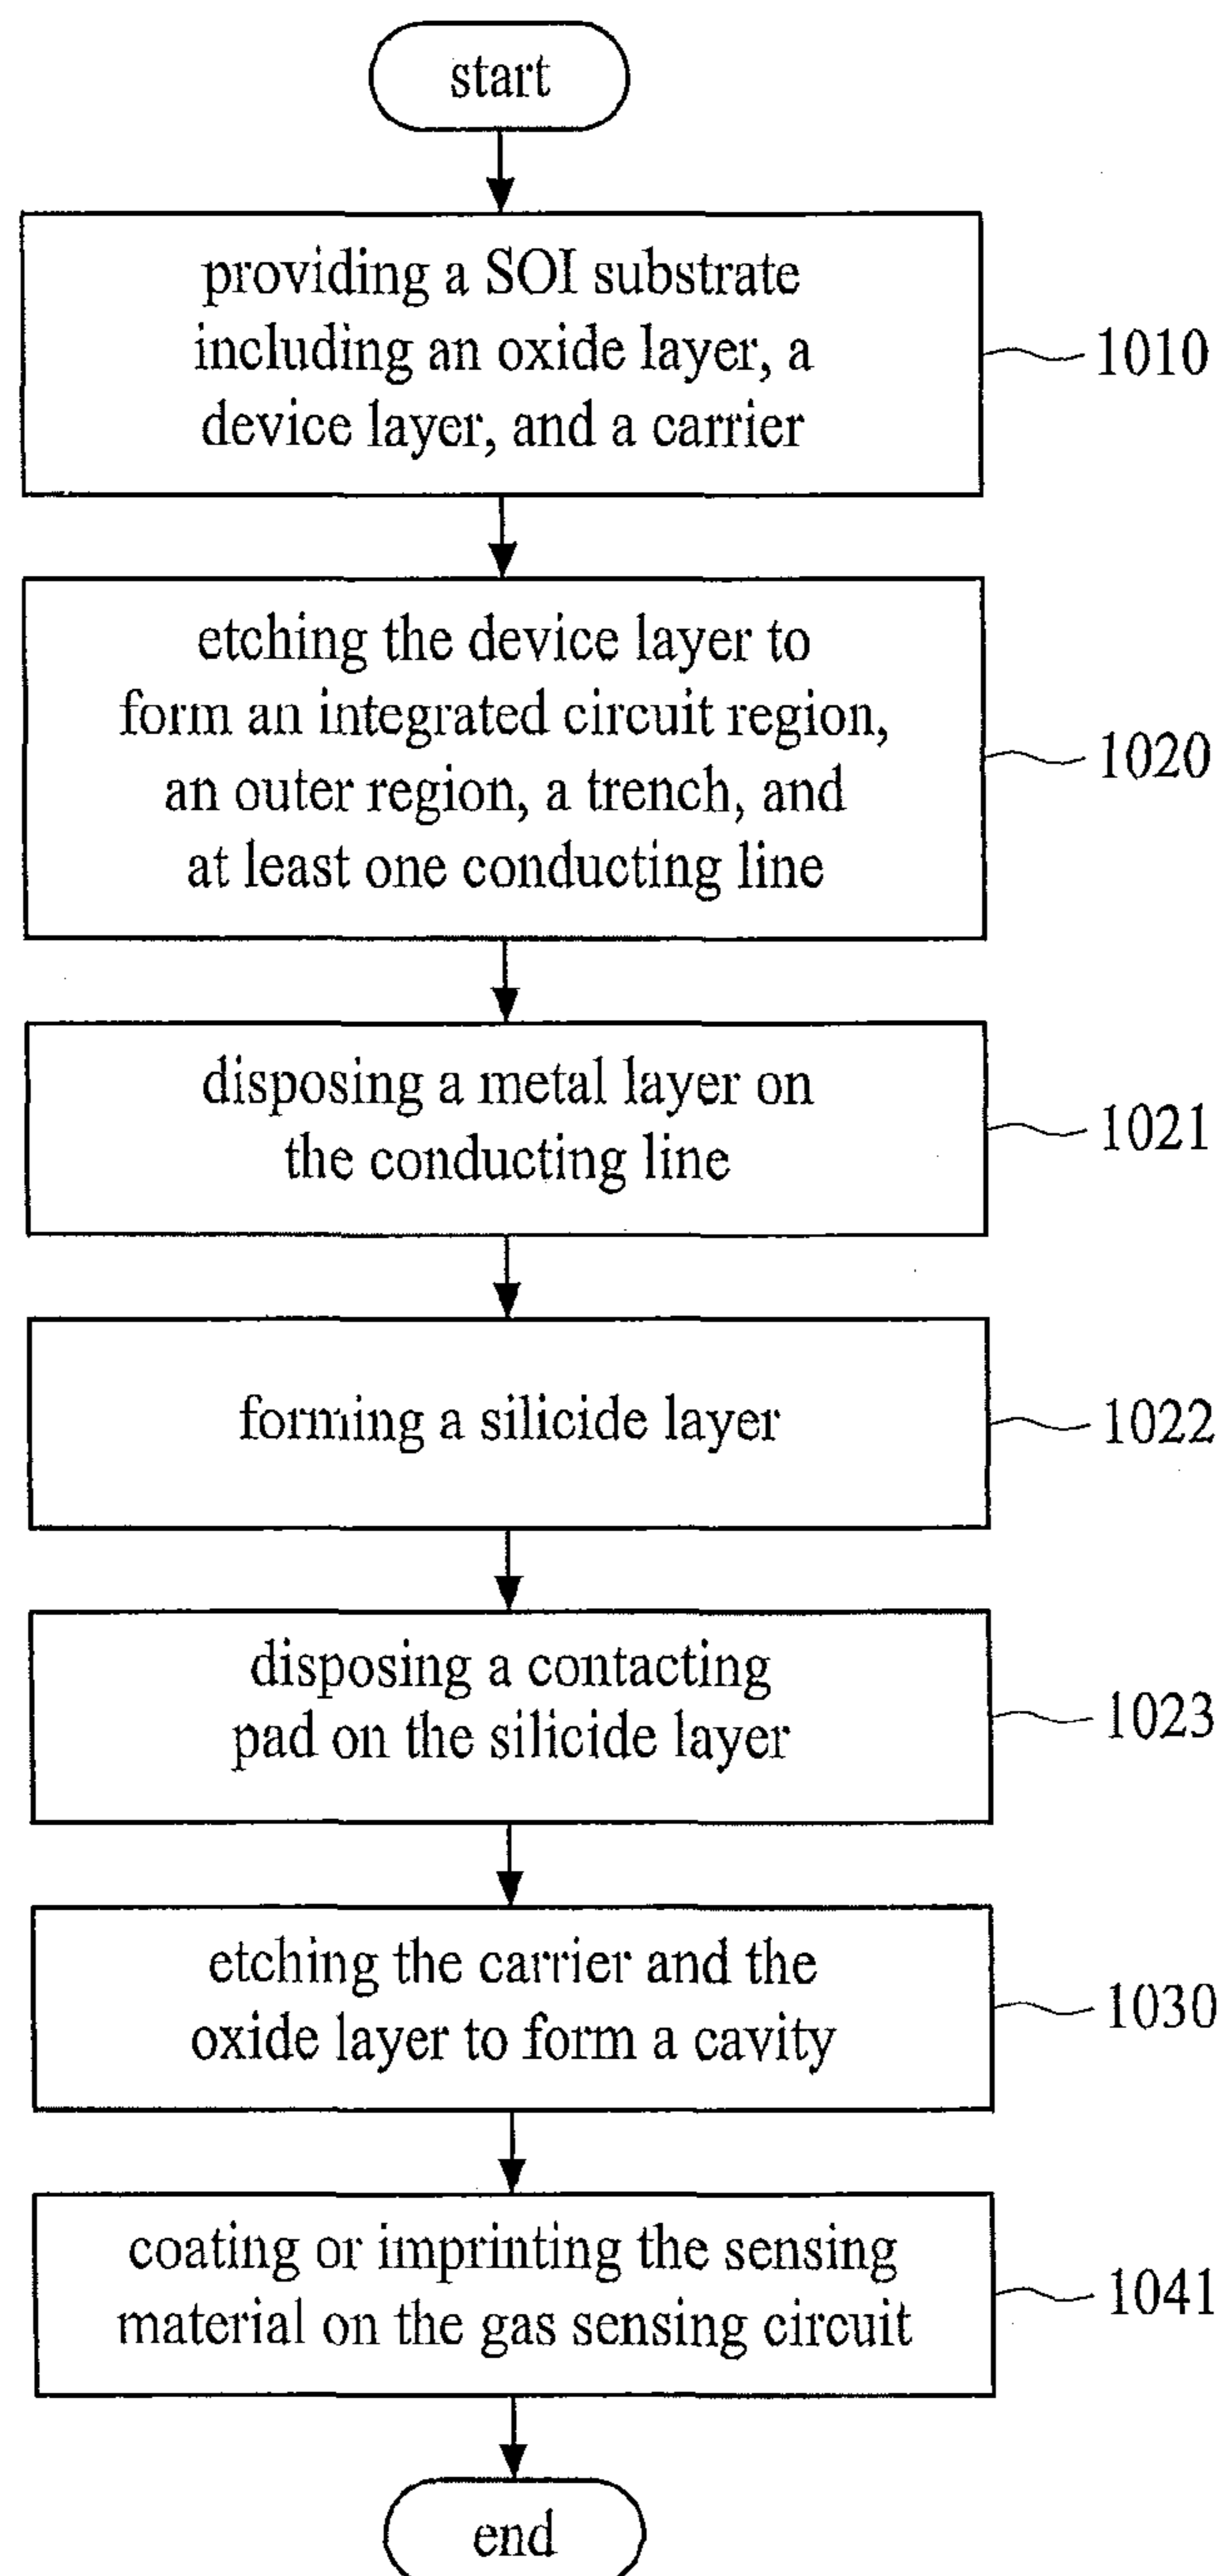 start
providing a SOI substrate
including an oxide layer, a
device layer, and a carrier
1010
etching the device layer to
form an integrated circuit region,
an outer region, a trench, and
at least one conducting line
1020
disposing a metal layer on
the conducting line
1021
forming a silicide layer
1022
disposing a contacting
pad on the silicide layer
1023
etching the carrier and the
oxide layer to form a cavity
1030
coating or imprinting the sensing
material on the gas sensing circuit
1041
end